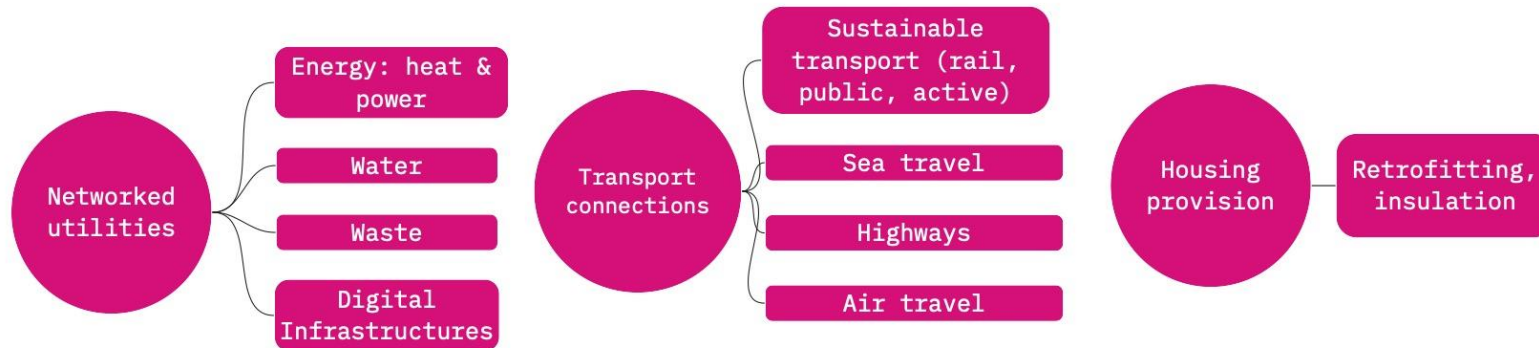 Networked
utilities
Energy: heat &
power
Water
Waste
Digital
Infrastructures
Transport
connections
Sustainable
transport (rail,
public, active)
Sea travel
Highways
Air travel
Housing
provision
Retrofitting,
insulation